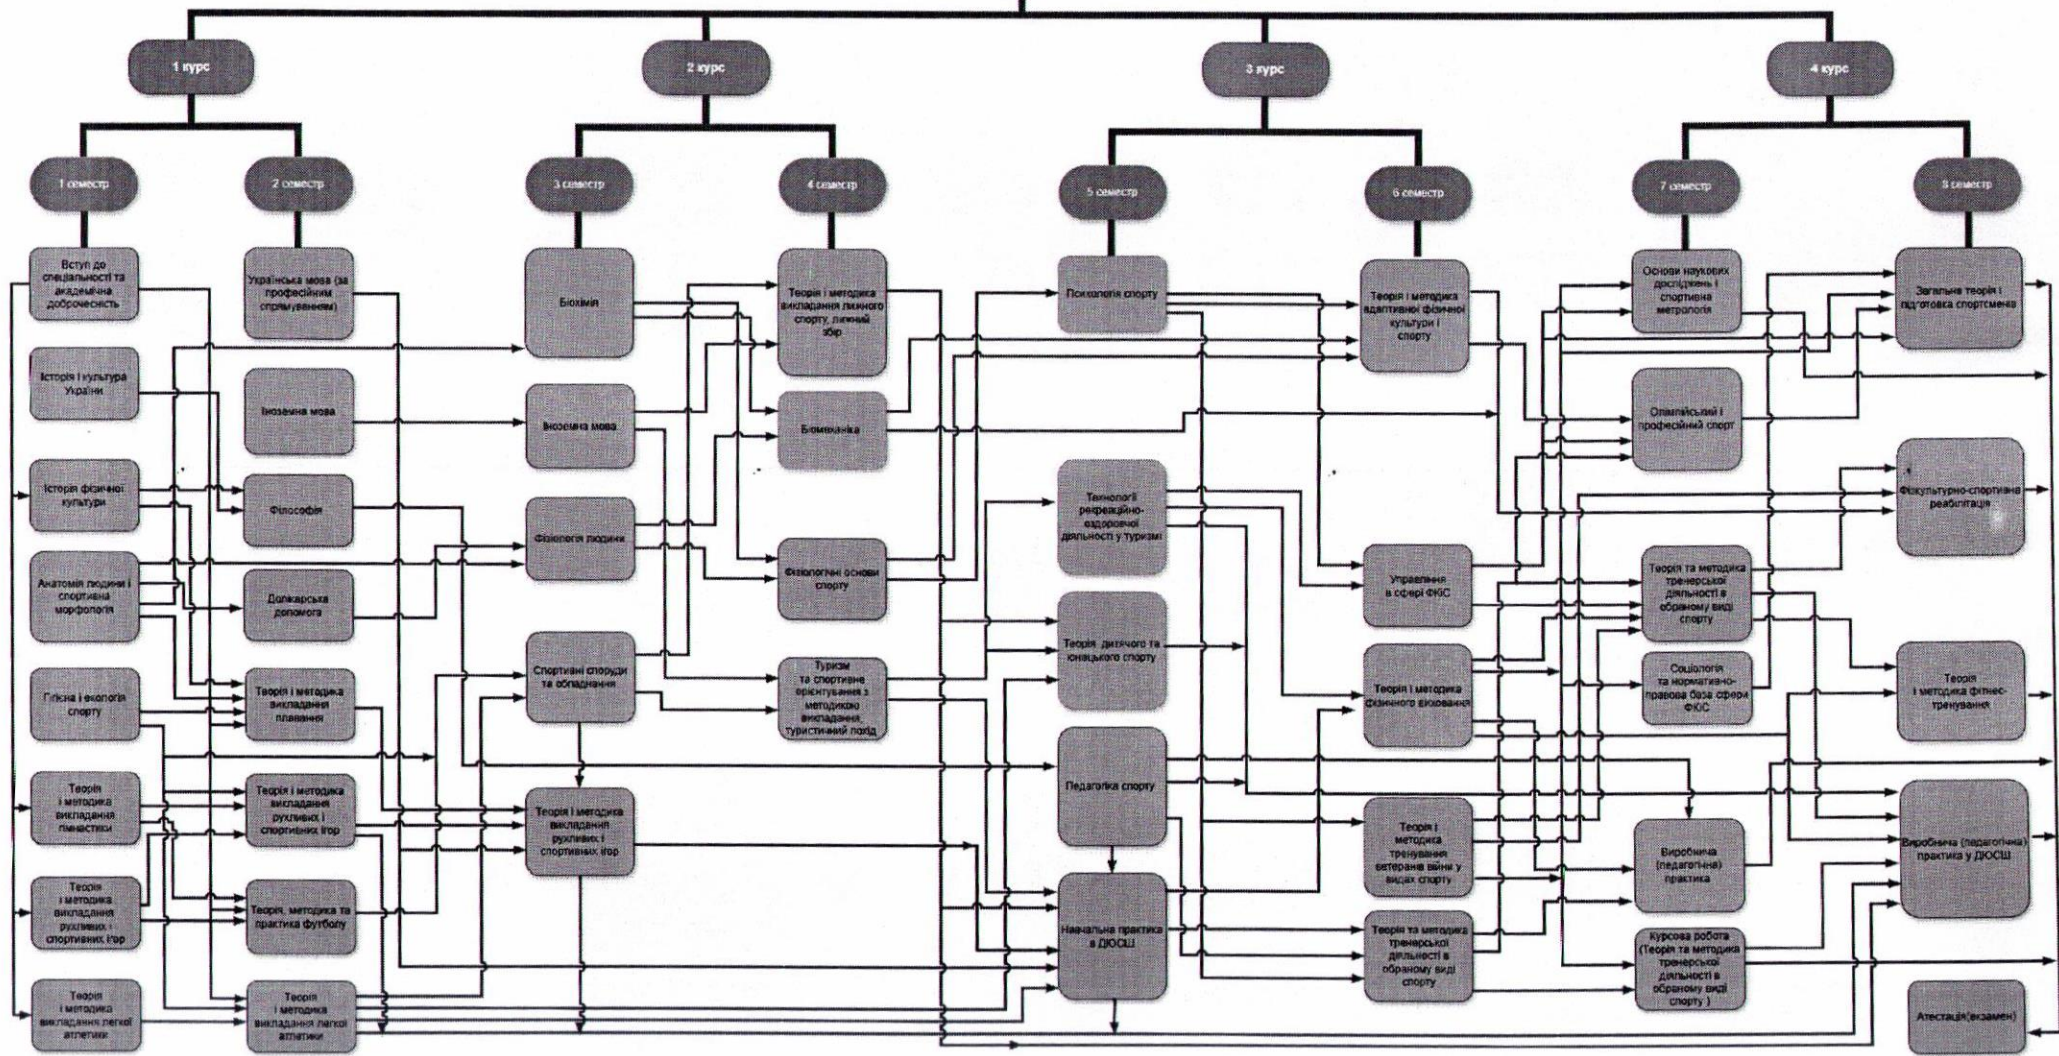 1 курс
2 курс
3 курс
4 курс
1 семестр
2 семестр
3 семестр
4 семестр
5 семестр
6 семестр
7 семестр
8 семестр
Вступ до
спеціальності та
академічна
доброчесність
Історія і культура
України
Історія фізичної
культури
Анатомія людини і
спортивна
морфологія
Гігієна і екологія
спорту
Теорія
і методика
викладання
гімнастики
Теорія
і методика
викладання
рухливих і
спортивних ігор
Теорія
і методика
викладання легкої
атлетики
Українська мова (за
професійним
спрямуванням)
Іноземна мова
Філософія
Долікарська
допомога
Теорія і методика
викладання
плавання
Теорія і методика
викладання
рухливих і
спортивних ігор
Теорія, методика та
практика футболу
Теорія
і методика
викладання легкої
атлетики
Біохімія
Іноземна мова
Фізіологія людини
Спортивні споруди
та обладнання
Теорія і методика
викладання
рухливих і
спортивних ігор
Теорія і методика
викладання лижного
спорту, лижний
збір
Біомеханіка
Фізіологічні основи
спорту
Туризм
та спортивне
орієнтування з
методикою
викладання,
туристичний похід
Психологія спорту
Технології
рекреаційно-
оздоровчої
діяльності у туризмі
Теорія дитячого та
юнацького спорту
Педагогіка спорту
Навчальна практика
в ДЮСШ
Теорія і методика
адаптивної фізичної
культури і
спорту
Управління
в сфері ФКіС
Теорія і методика
фізичного виховання
Теорія і
методика
тренування
ветеранів війни у
видах спорту
Теорія та методика
тренерської
діяльності в
обраному виді
спорту
Основи наукових
досліджень і
спортивна
метрологія
Олімпійський і
професійний спорт
Теорія та методика
тренерської
діяльності в
обраному виді
спорту
Соціологія
та нормативно-
правова база сфери
ФКіС
Виробнича
(педагогічна)
практика
Курсова робота
(Теорія та методика
тренерської
діяльності в
обраному виді
спорту )
Загальна теорія і
підготовка спортсмена
Фізкультурно-спортивна
реабілітація
Теорія
і методика фітнес-
тренування
Виробнича (педагогічна)
практика у ДЮСШ
Атестація(екзамен)